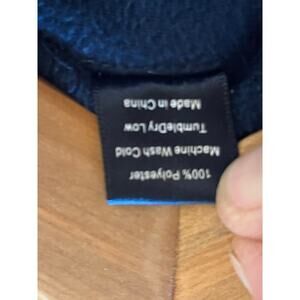 100% Polyester
Machine Wash Cold
TumbleDry Low
Made in China